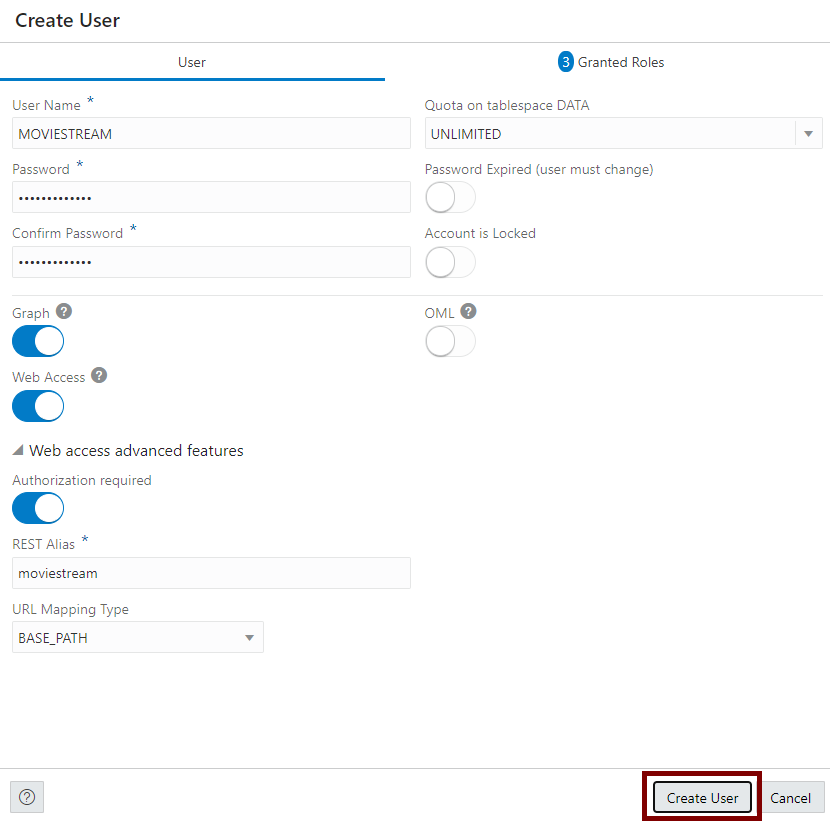 Create User
User
3 Granted Roles
User Name *
Quota on tablespace DATA
MOVIESTREAM
UNLIMITED
Password *
Password Expired (user must change)
•••••••••••••
Confirm Password *
Account is Locked
•••••••••••••
Graph ?
OML ?
Web Access ?
Web access advanced features
Authorization required
REST Alias *
moviestream
URL Mapping Type
BASE_PATH
?
Create User
Cancel